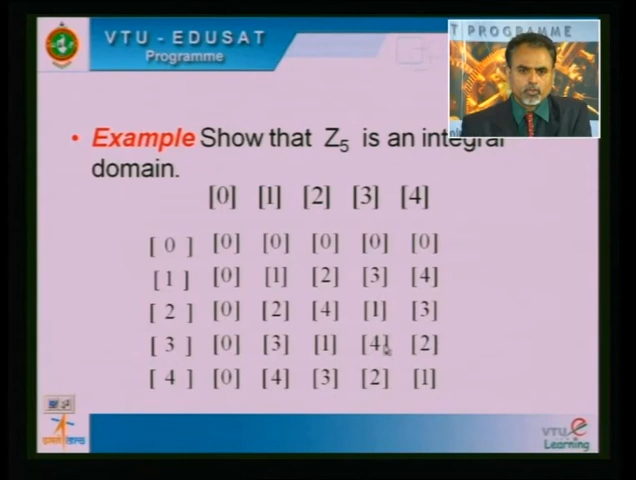 VTU - EDUSAT
Programme
T PROGRAMME
• Example Show that Z5 is an integral
domain.
[0] [1] [2] [3] [4]
[ 0 ] [0] [0] [0] [0] [0]
[ 1 ] [0] [1] [2] [3] [4]
[ 2 ] [0] [2] [4] [1] [3]
[ 3 ] [0] [3] [1] [4] [2]
[ 4 ] [0] [4] [3] [2] [1]
इसरो isro
VTU e
Learning